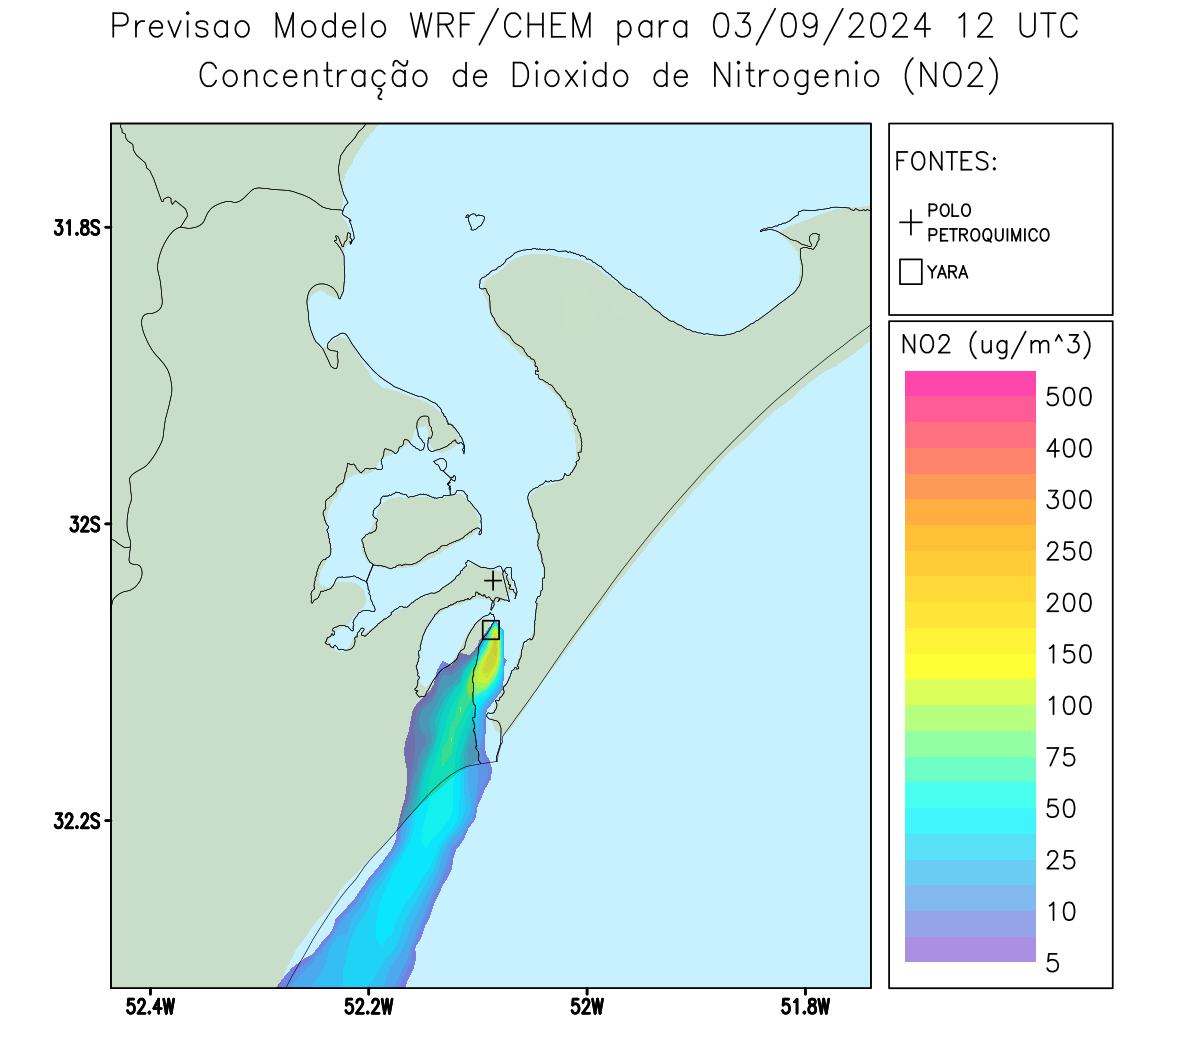 Previsao Modelo WRF/CHEM para 03/09/2024 12 UTC
Concentração de Dioxido de Nitrogenio (NO2)
FONTES:
POLO
PETROQUIMICO
YARA
NO2 (ug/m^3)
500
400
300
250
200
150
100
75
50
25
10
5
31.8S
32S
32.2S
52.4W
52.2W
52W
51.8W